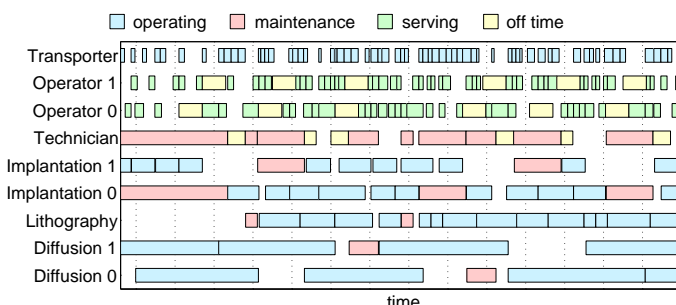 operating maintenance serving off time
Transporter
Operator 1
Operator 0
Technician
Implantation 1
Implantation 0
Lithography
Diffusion 1
Diffusion 0
time